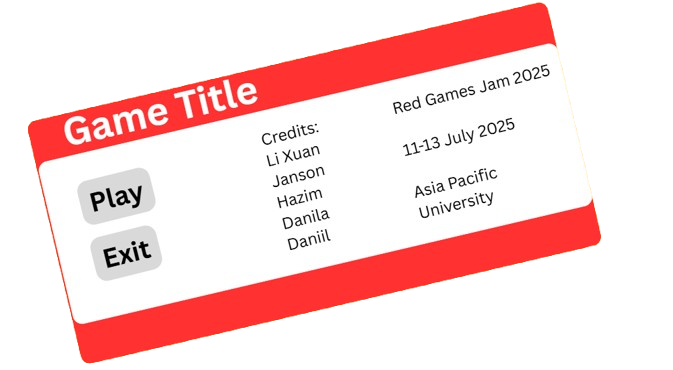 Game Title
Play
Exit
Credits:
Li Xuan
Janson
Hazim
Danila
Daniil
Red Games Jam 2025
11-13 July 2025
Asia Pacific
University